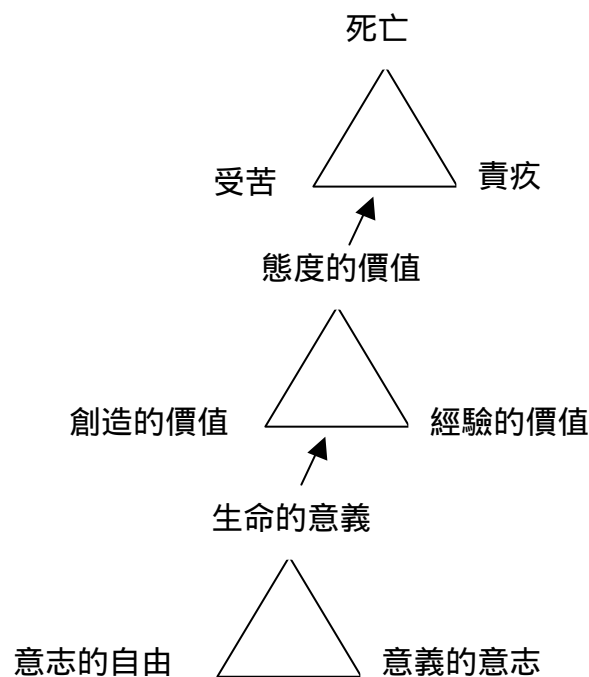 死亡
受苦
責疚
態度的價值
創造的價值
經驗的價值
生命的意義
意志的自由
意義的意志